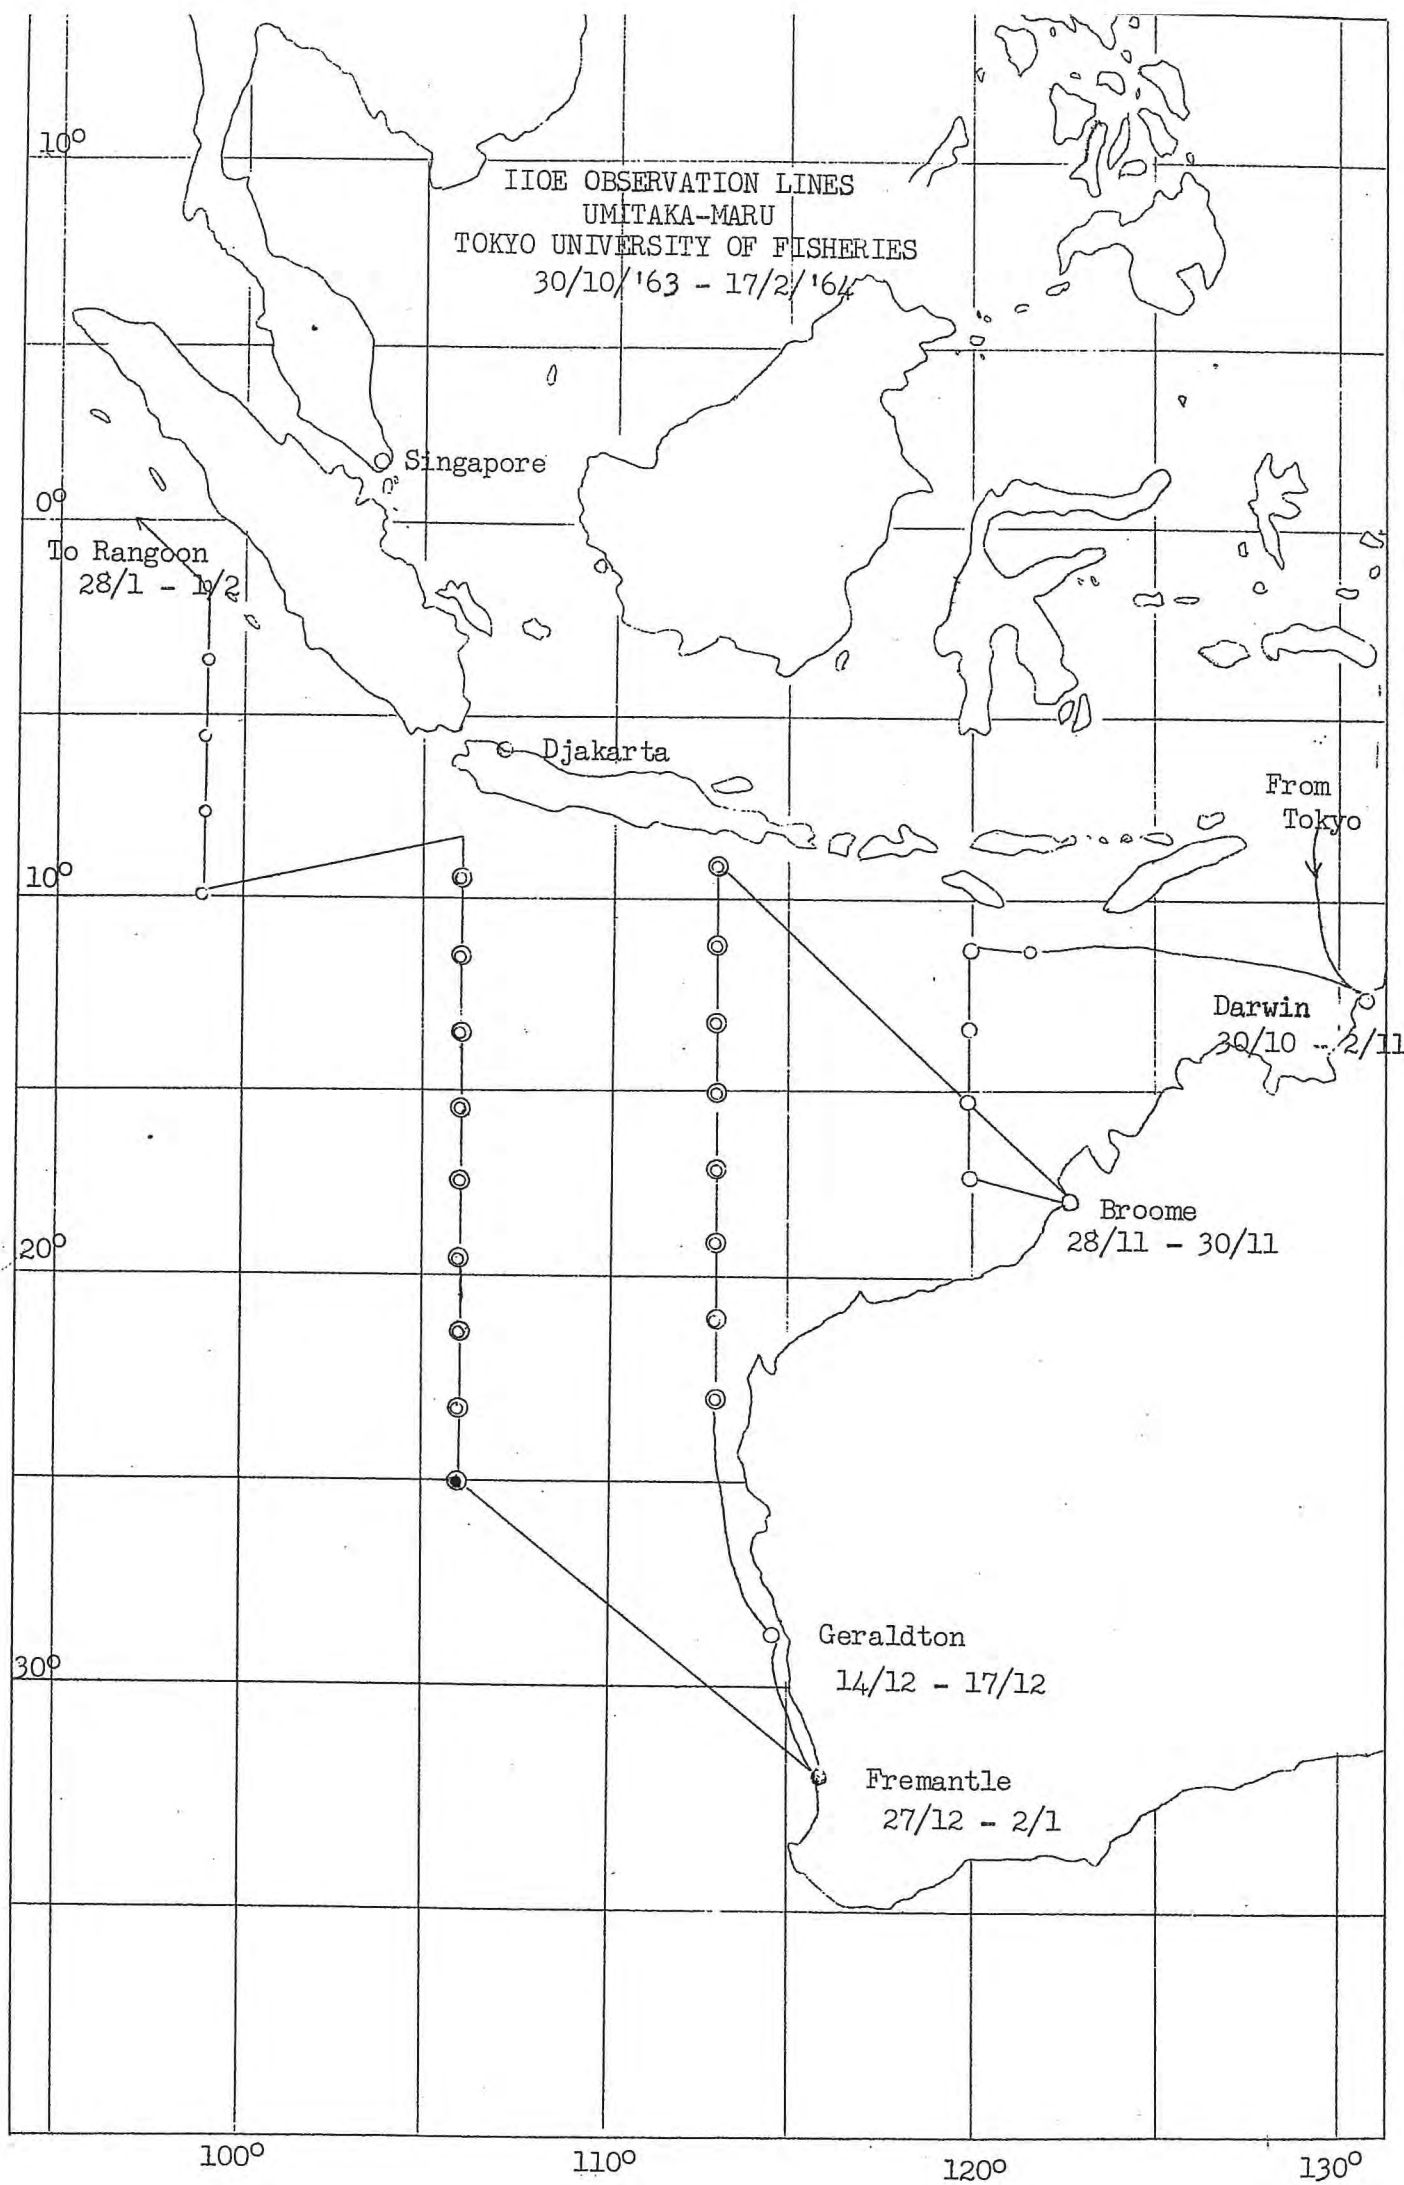 10°
IIOE OBSERVATION LINES
UMITAKA-MARU
TOKYO UNIVERSITY OF FISHERIES
30/10/'63 - 17/2/'64
Singapore
0°
To Rangoon
28/1 - 1/2
Djakarta
From
Tokyo
10°
Darwin
30/10 - 2/11
Broome
28/11 - 30/11
20°
Geraldton
14/12 - 17/12
30°
Fremantle
27/12 - 2/1
100°
110°
120°
130°